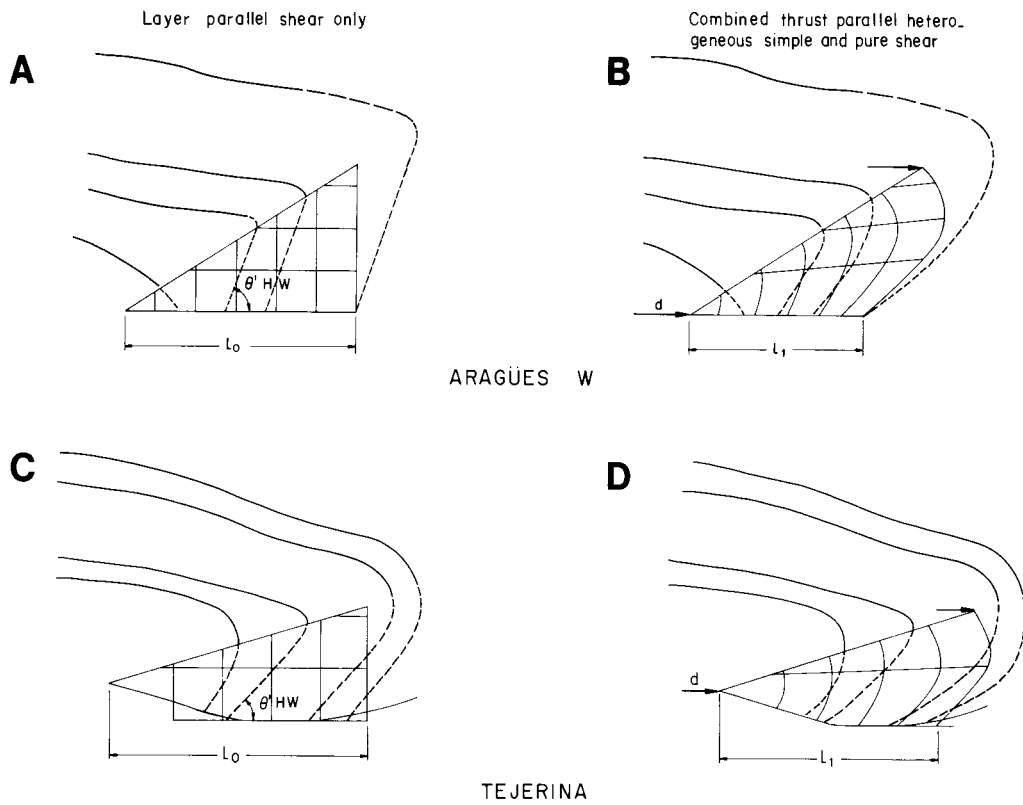 Layer parallel shear only
Combined thrust parallel hetero-
geneous simple and pure shear
A
B
θ' HW
d
L₀
L₁
ARAGÜES W
C
D
θ' HW
d
L₀
L₁
TEJERINA